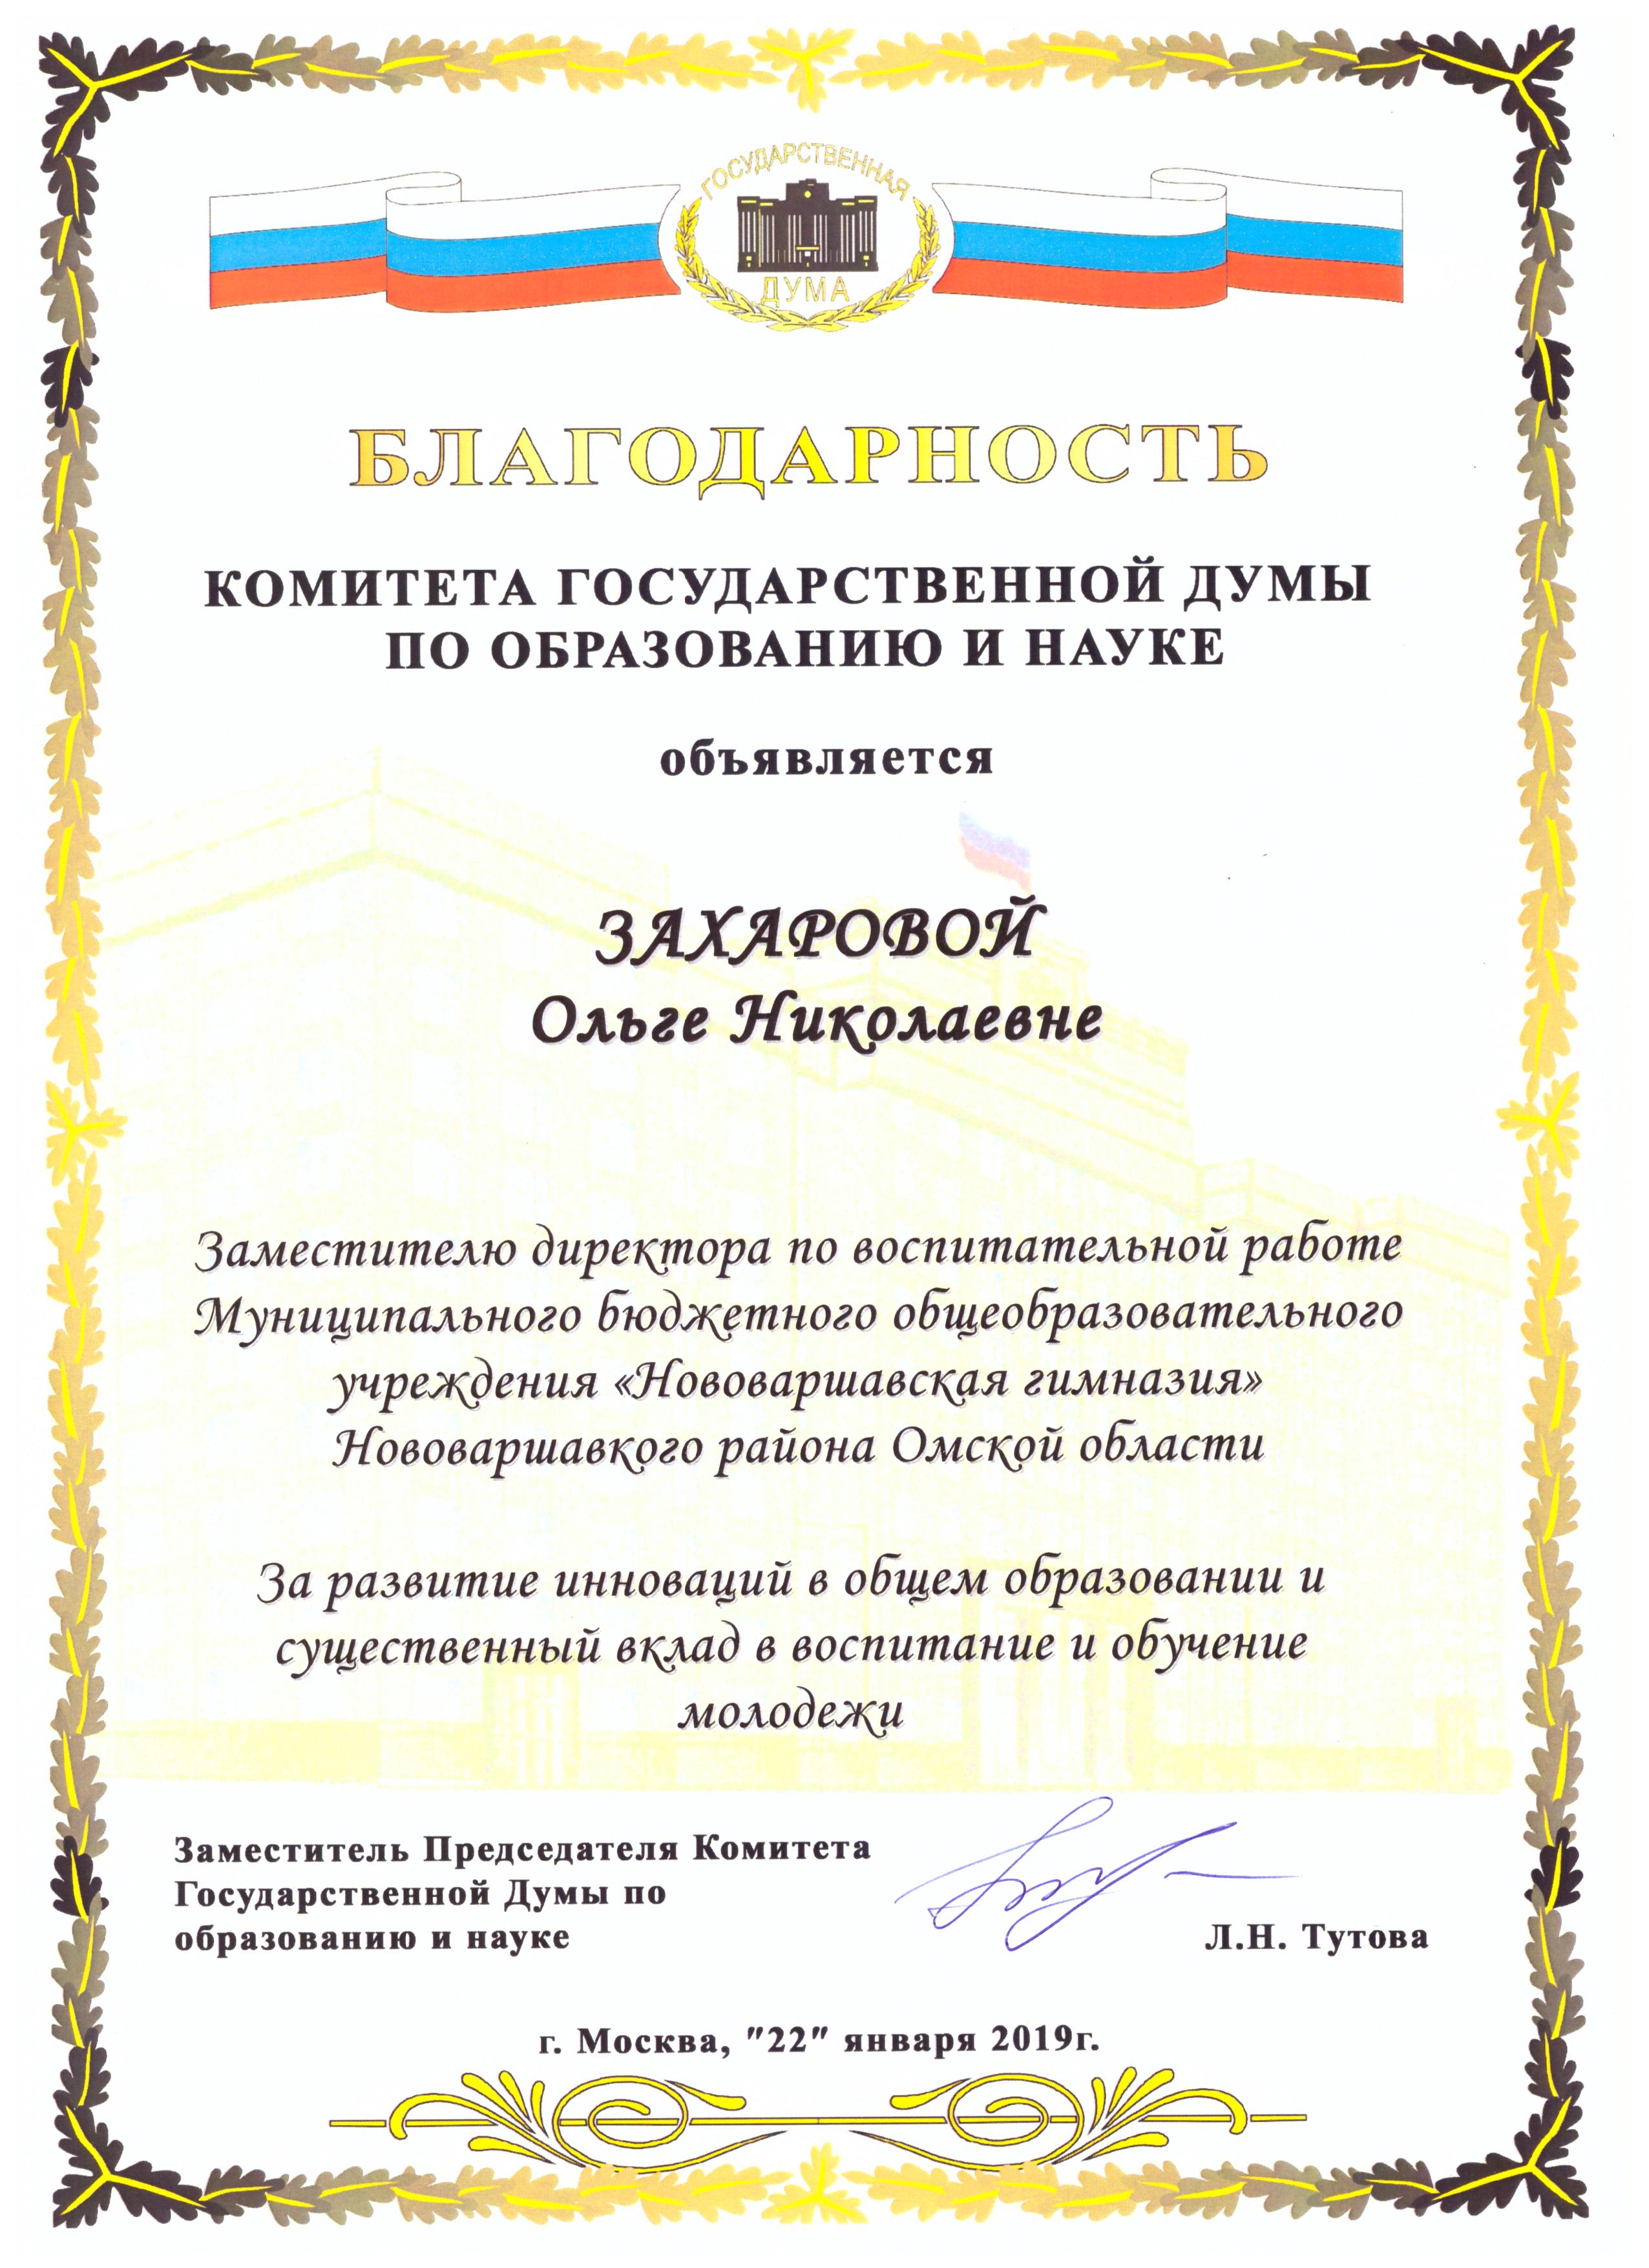 ГОСУДАРСТВЕННАЯ
ДУМА
БЛАГОДАРНОСТЬ
КОМИТЕТА ГОСУДАРСТВЕННОЙ ДУМЫ
ПО ОБРАЗОВАНИЮ И НАУКЕ
объявляется
ЗАХАРОВОЙ
Ольге Николаевне
Заместителю директора по воспитательной работе
Муниципального бюджетного общеобразовательного
учреждения «Нововаршавская гимназия»
Нововаршавкого района Омской области
За развитие инноваций в общем образовании и
существенный вклад в воспитание и обучение
молодежи
Заместитель Председателя Комитета
Государственной Думы по
образованию и науке
Л.Н. Тутова
г. Москва, "22" января 2019г.